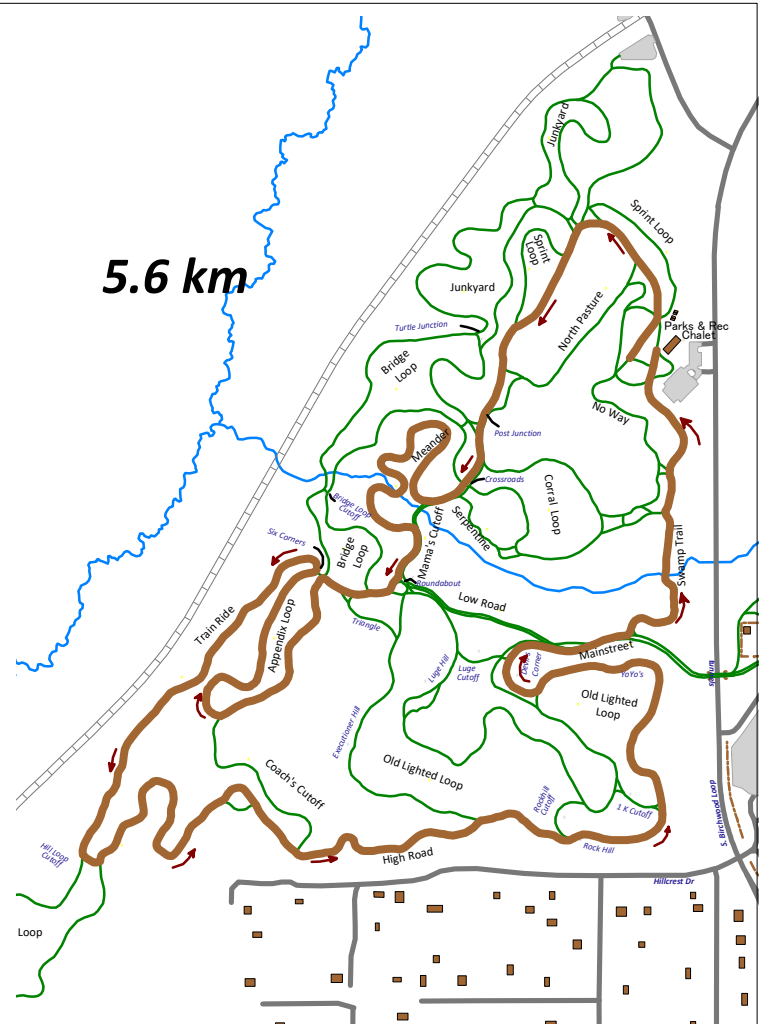 Junkyard
Sprint Loop
Sprint
Loop
5.6 km
Junkyard
North Pasture
Turtle Junction
Parks & Rec
Chalet
Bridge
Loop
No Way
Meander
Post Junction
Crossroads
Bridge Loop
Cutoff
Serpentine
Corral Loop
Mama's Cutoff
Six Corners
Bridge
Loop
Swamp Trail
Roundabout
Low Road
Train Ride
Appendix Loop
Triangle
Mainstreet
Luge Hill
Luge
Cutoff
Devil's
Corner
YoYo's
Old Lighted
Loop
Executioner Hill
Coach's Cutoff
Old Lighted Loop
Rockhill
Cutoff
1 K Cutoff
S. Birchwood Loop
Hill Loop
Cutoff
High Road
Rock Hill
Hillcrest Dr
Loop